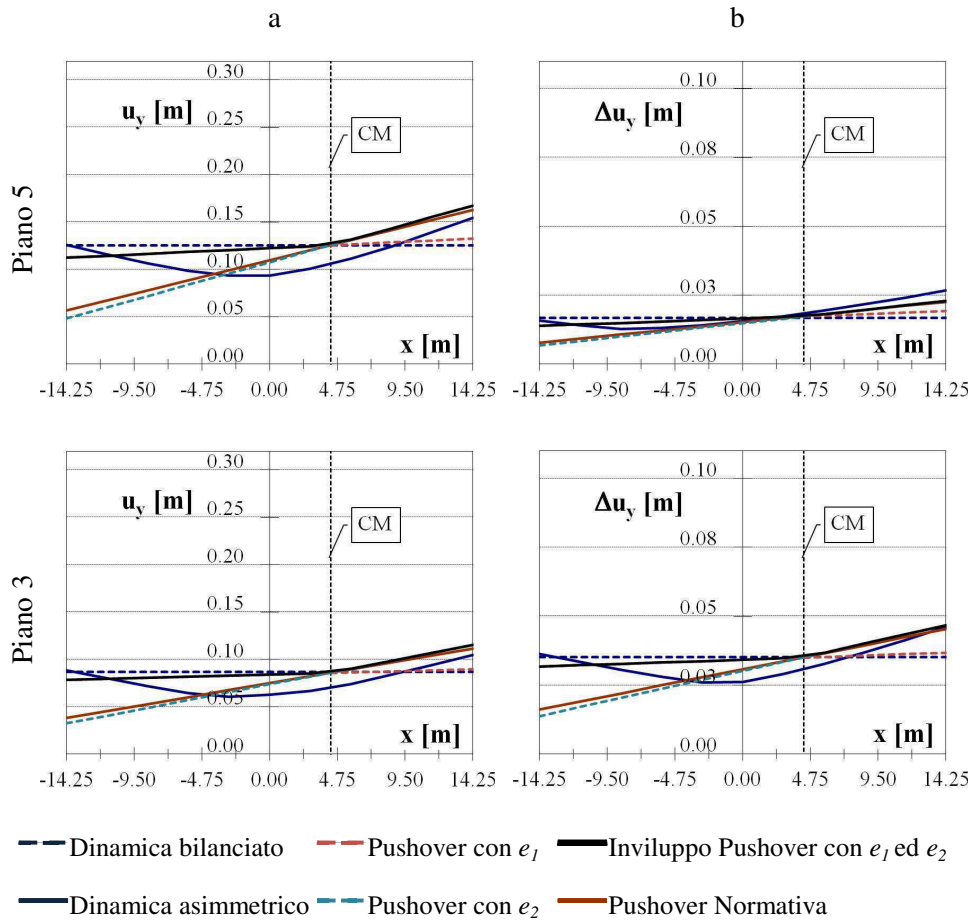 a
b
Piano 5
0.30
0.25
0.20
0.15
0.10
0.05
0.00
u_y [m]
CM
x [m]
-14.25 -9.50 -4.75 0.00 4.75 9.50 14.25
0.10
0.08
0.05
0.03
0.00
Δu_y [m]
CM
x [m]
-14.25 -9.50 -4.75 0.00 4.75 9.50 14.25
Piano 3
0.30
0.25
0.20
0.15
0.10
0.05
0.00
u_y [m]
CM
x [m]
-14.25 -9.50 -4.75 0.00 4.75 9.50 14.25
0.10
0.08
0.05
0.03
0.00
Δu_y [m]
CM
x [m]
-14.25 -9.50 -4.75 0.00 4.75 9.50 14.25
Dinamica bilanciato Pushover con e_1 Inviluppo Pushover con e_1 ed e_2
Dinamica asimmetrico Pushover con e_2 Pushover Normativa